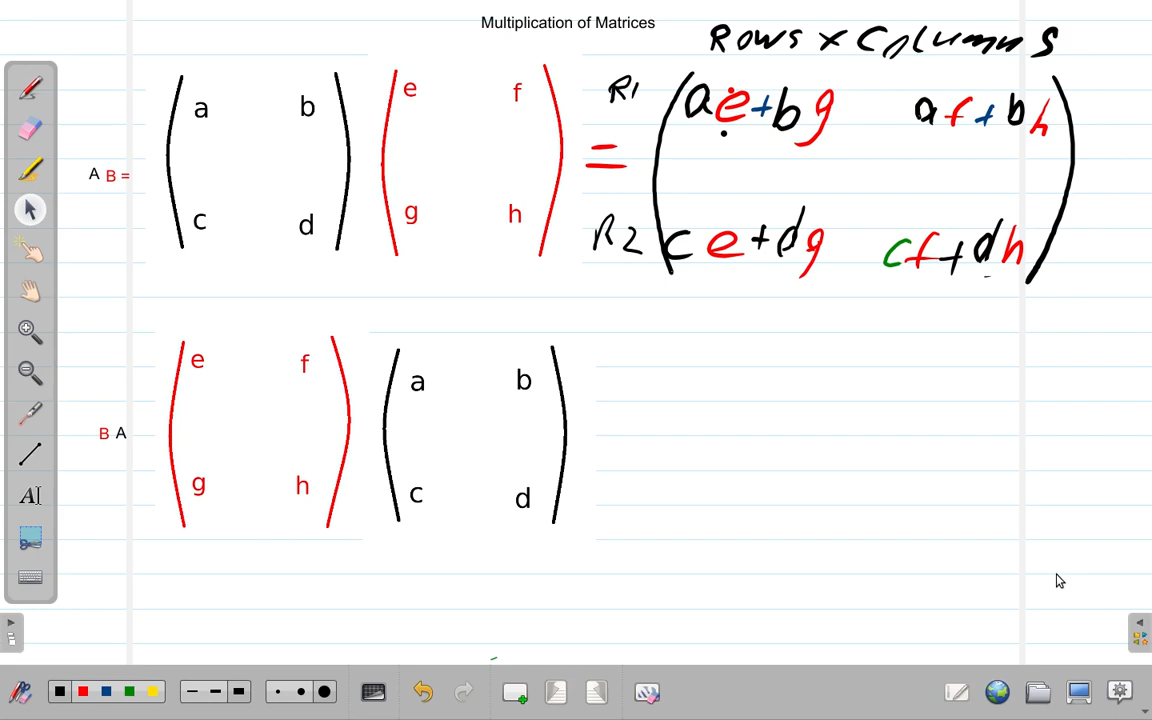 Multiplication of Matrices
Rows x Columns
a b e f R1 ae+bg af+bh
A B = =
c d g h R2 ce+dg cf+dh
e f a b
B A
g h c d